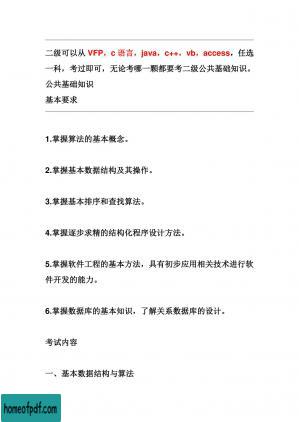 二级可以从 VFP，c 语言，java，c++，vb，access，任选
一科，考过即可，无论考哪一颗都要考二级公共基础知识。
公共基础知识
基本要求
1.掌握算法的基本概念。
2.掌握基本数据结构及其操作。
3.掌握基本排序和查找算法。
4.掌握逐步求精的结构化程序设计方法。
5.掌握软件工程的基本方法，具有初步应用相关技术进行软
件开发的能力。
6.掌握数据库的基本知识，了解关系数据库的设计。
考试内容
一、基本数据结构与算法
homeofpdf.com